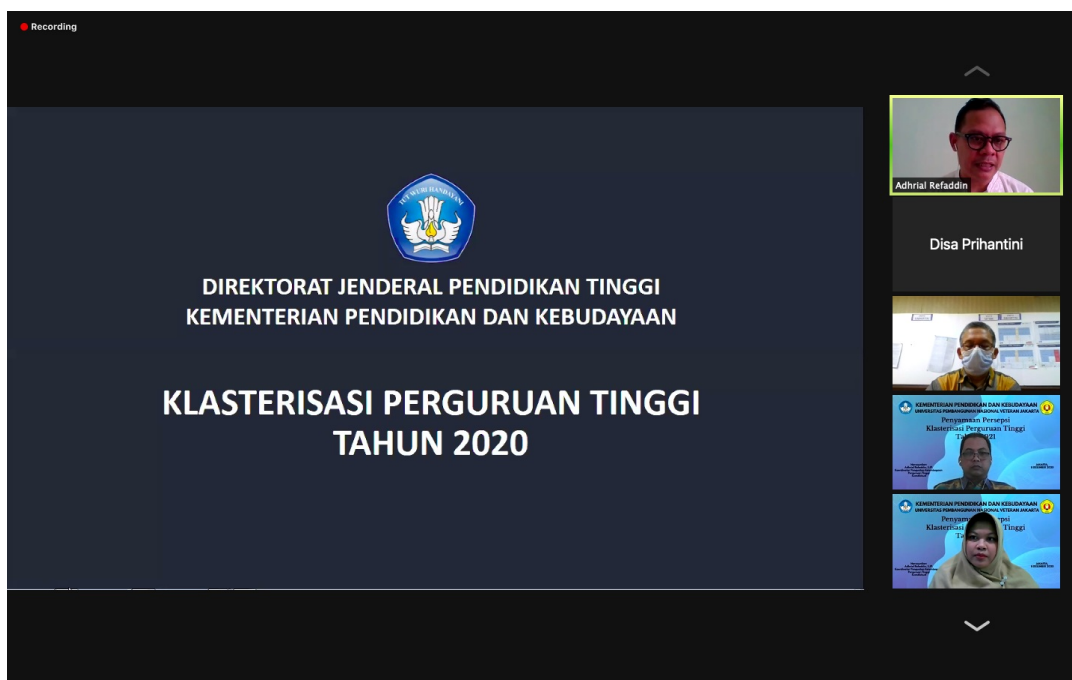 Recording
TUT WURI HANDAYANI
DIREKTORAT JENDERAL PENDIDIKAN TINGGI
KEMENTERIAN PENDIDIKAN DAN KEBUDAYAAN
KLASTERISASI PERGURUAN TINGGI
TAHUN 2020
Adhrial Refaddin
Disa Prihantini
KEMENTERIAN PENDIDIKAN DAN KEBUDAYAAN
UNIVERSITAS PEMBANGUNAN NASIONAL VETERAN JAKARTA
Penyamaan Persepsi
Klasterisasi Perguruan Tinggi
KEMENTERIAN PENDIDIKAN DAN KEBUDAYAAN
UNIVERSITAS PEMBANGUNAN NASIONAL VETERAN JAKARTA
Tinggi